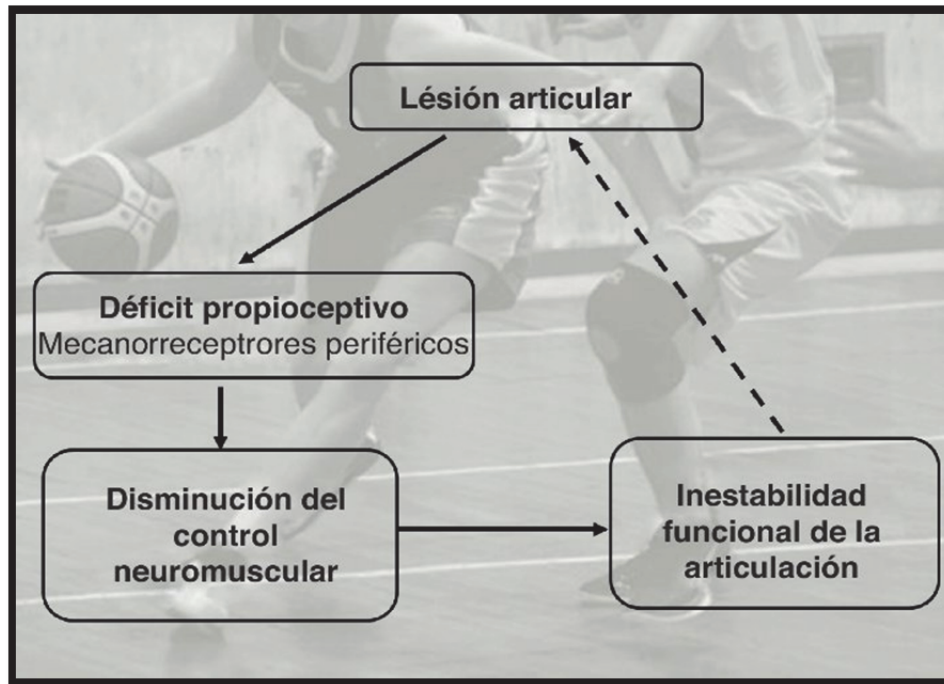 Lésión articular
Déficit propioceptivo
Mecanorreceptrores periféricos
Disminución del
control
neuromuscular
Inestabilidad
funcional de la
articulación